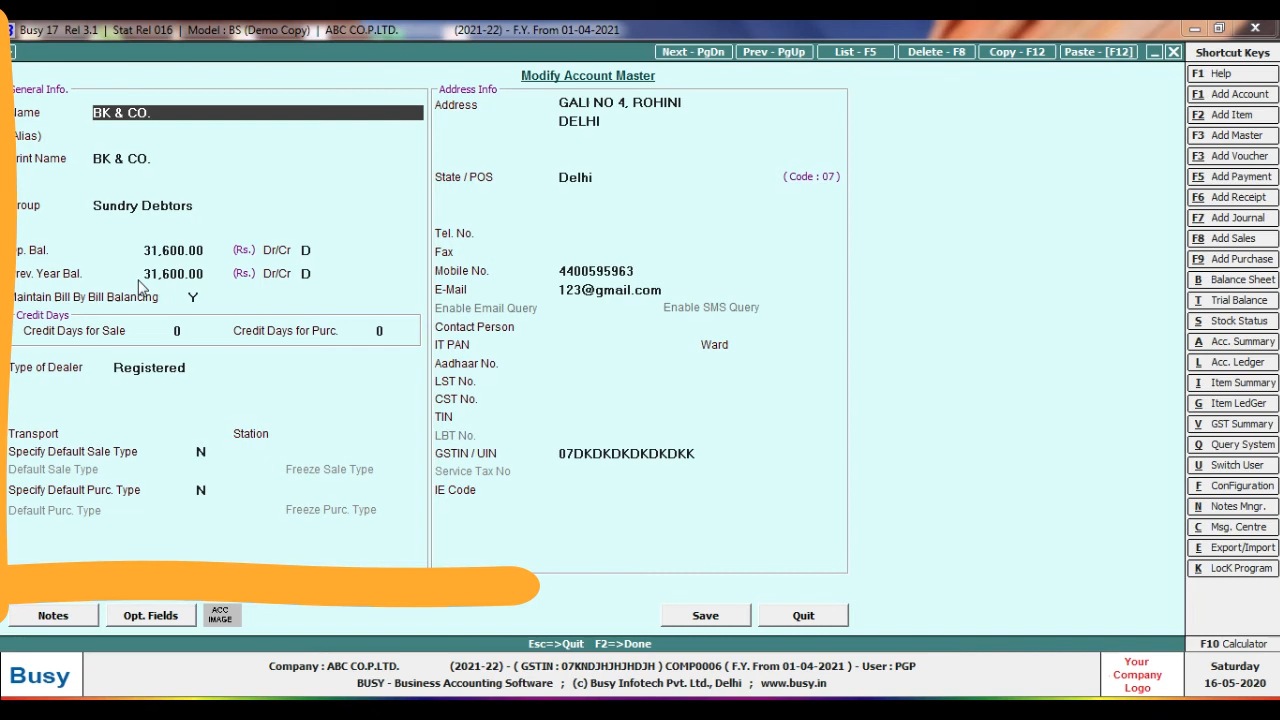 Busy 17 Rel 3.1 | Stat Rel 016 | Model : BS (Demo Copy) | ABC CO.P.LTD. (2021-22) - F.Y. From 01-04-2021
Next - PgDn Prev - PgUp List - F5 Delete - F8 Copy - F12 Paste - [F12]
Modify Account Master
General Info.
Name BK & CO.
(Alias)
Print Name BK & CO.
Group Sundry Debtors
Op. Bal. 31,600.00 (Rs.) Dr/Cr D
Prev. Year Bal. 31,600.00 (Rs.) Dr/Cr D
Maintain Bill By Bill Balancing Y
Credit Days
Credit Days for Sale 0 Credit Days for Purc. 0
Type of Dealer Registered
Transport Station
Specify Default Sale Type N
Default Sale Type Freeze Sale Type
Specify Default Purc. Type N
Default Purc. Type Freeze Purc. Type
Address Info
Address GALI NO 4, ROHINI
DELHI
State / POS Delhi ( Code : 07 )
Tel. No.
Fax
Mobile No. 4400595963
E-Mail 123@gmail.com
Enable Email Query Enable SMS Query
Contact Person
IT PAN Ward
Aadhaar No.
LST No.
CST No.
TIN
LBT No.
GSTIN / UIN 07DKDKDKDKDKDKK
Service Tax No
IE Code
Notes Opt. Fields ACC IMAGE Save Quit
Esc=>Quit F2=>Done
Shortcut Keys
F1 Help
F1 Add Account
F2 Add Item
F3 Add Master
F3 Add Voucher
F5 Add Payment
F6 Add Receipt
F7 Add Journal
F8 Add Sales
F9 Add Purchase
B Balance Sheet
T Trial Balance
S Stock Status
A Acc. Summary
L Acc. Ledger
I Item Summary
G Item LedGer
V GST Summary
Q Query System
U Switch User
F Configuration
N Notes Mngr.
C Msg. Centre
E Export/Import
K LocK Program
F10 Calculator
Busy
Company : ABC CO.P.LTD. (2021-22) - ( GSTIN : 07KNDJHJHJHDJH ) COMP0006 ( F.Y. From 01-04-2021 ) - User : PGP
BUSY - Business Accounting Software ; (c) Busy Infotech Pvt. Ltd., Delhi ; www.busy.in
Your
Company
Logo
Saturday
16-05-2020